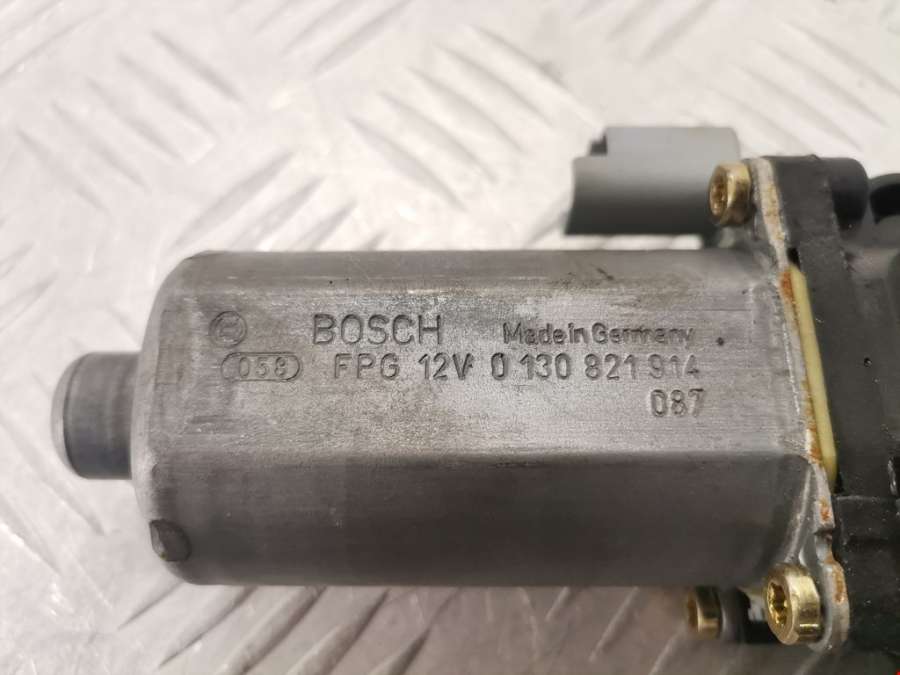 BOSCH Made in Germany
058 FPG 12V 0 130 821 914
087